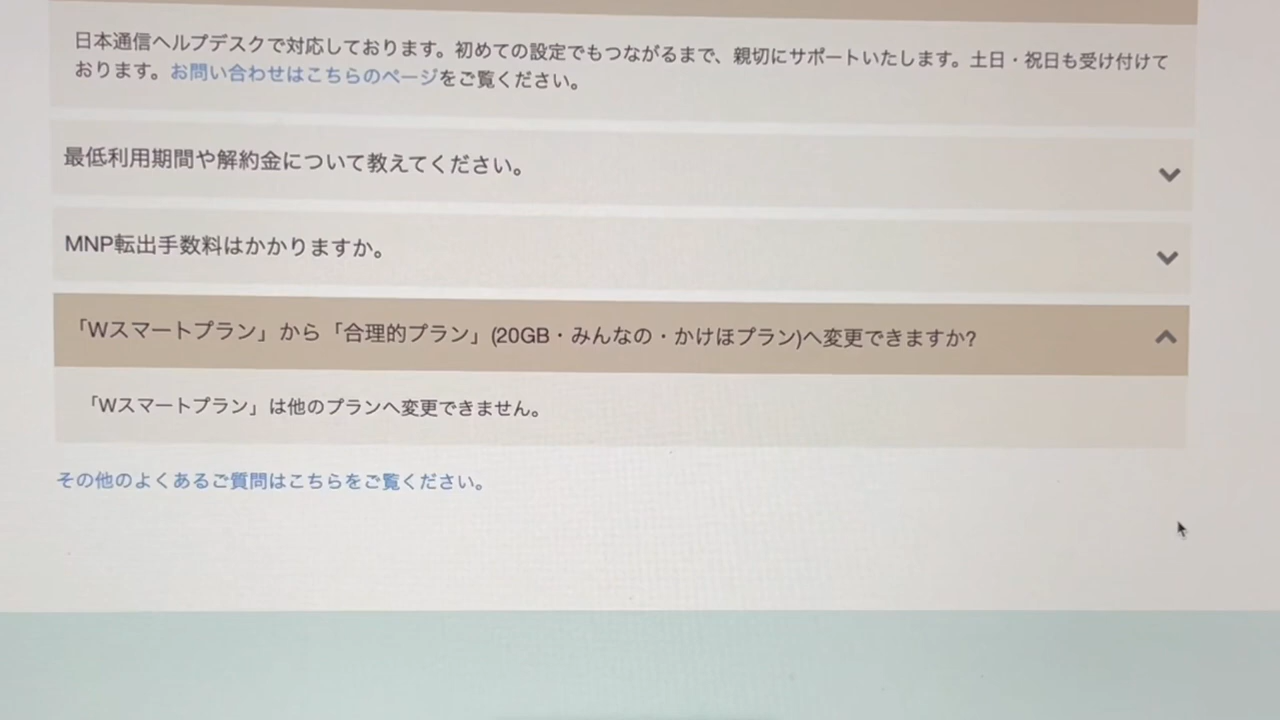 日本通信ヘルプデスクで対応しております。初めての設定でもつながるまで、親切にサポートいたします。土日・祝日も受け付けて
おります。お問い合わせはこちらのページをご覧ください。
最低利用期間や解約金について教えてください。
MNP転出手数料はかかりますか。
「Wスマートプラン」から「合理的プラン」(20GB・みんなの・かけほプラン)へ変更できますか?
「Wスマートプラン」は他のプランへ変更できません。
その他のよくあるご質問はこちらをご覧ください。